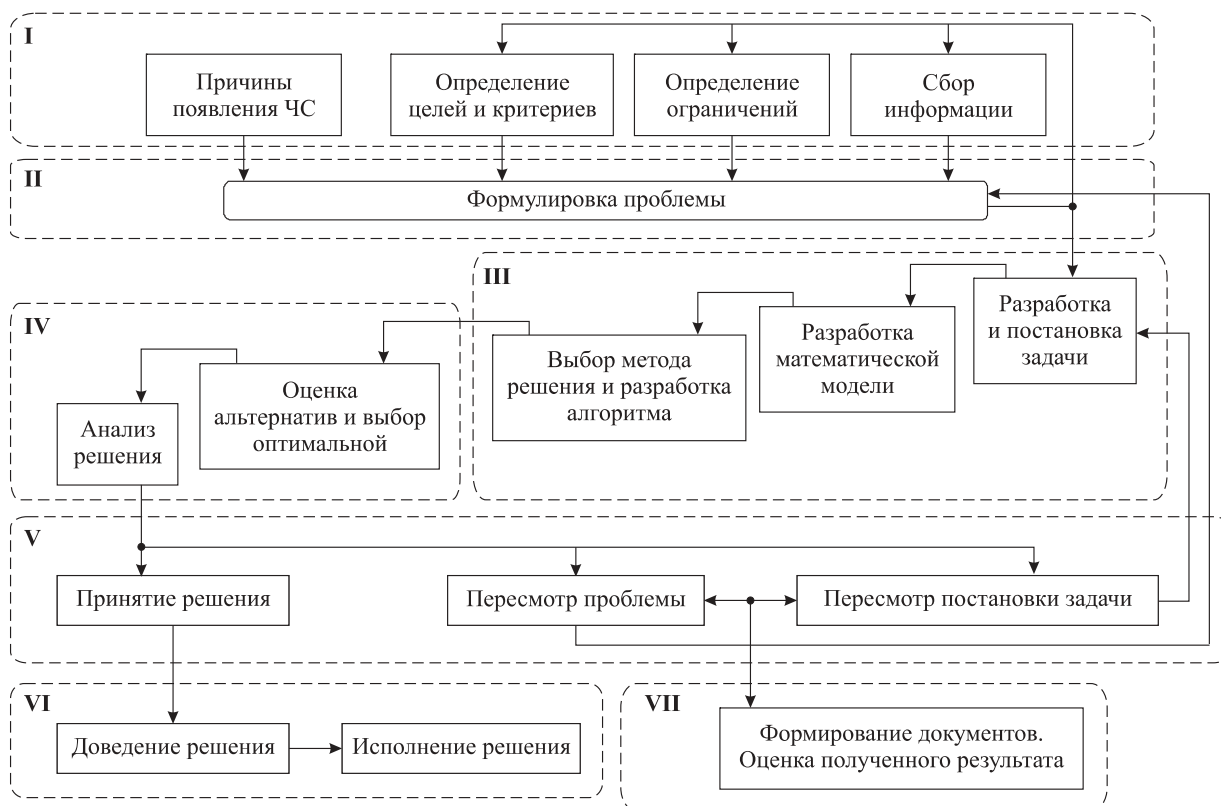 I
Причины
появления ЧС
Определение
целей и критериев
Определение
ограничений
Сбор
информации
II
Формулировка проблемы
III
Разработка
и постановка
задачи
Разработка
математической
модели
Выбор метода
решения и разработка
алгоритма
IV
Оценка
альтернатив и выбор
оптимальной
Анализ
решения
V
Принятие решения
Пересмотр проблемы
Пересмотр постановки задачи
VI
Доведение решения
Исполнение решения
VII
Формирование документов.
Оценка полученного результата